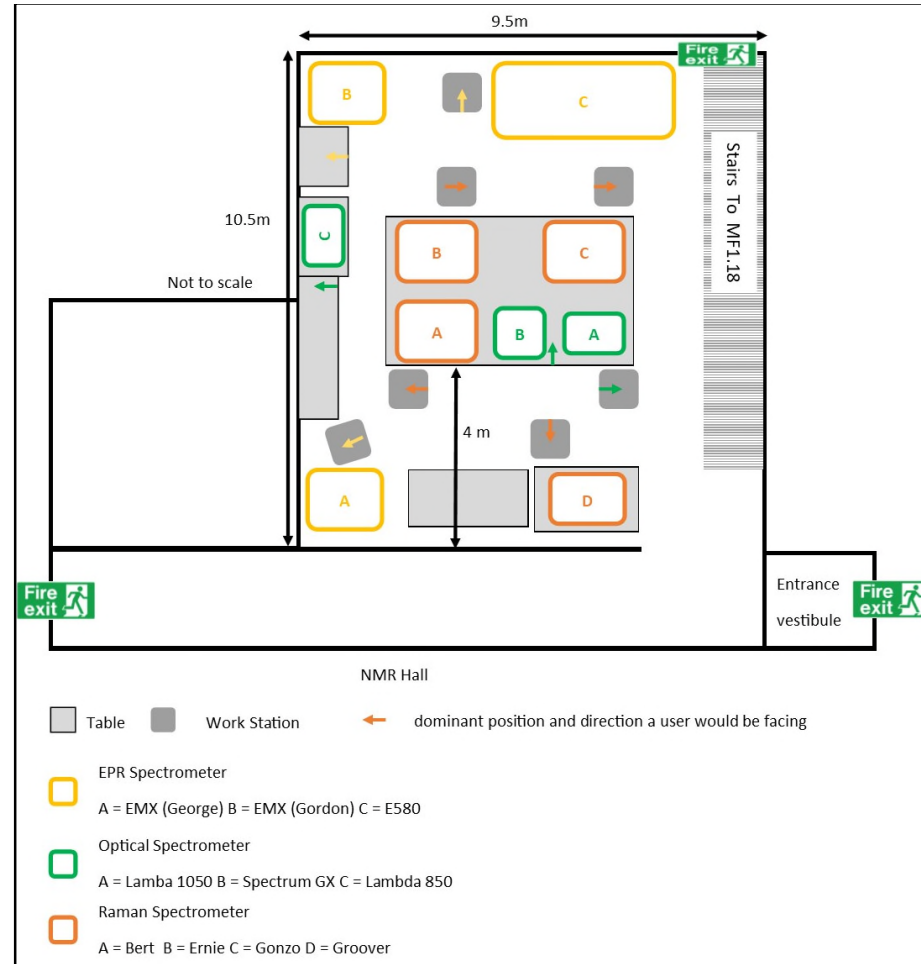 9.5m
Fire
exit
B
C
10.5m
C
Stairs To MF1.18
B
C
Not to scale
A
B
A
4 m
A
D
Fire
exit
Entrance
vestibule
Fire
exit
NMR Hall
Table
Work Station
dominant position and direction a user would be facing
EPR Spectrometer
A = EMX (George) B = EMX (Gordon) C = E580
Optical Spectrometer
A = Lamba 1050 B = Spectrum GX C = Lambda 850
Raman Spectrometer
A = Bert B = Ernie C = Gonzo D = Groover